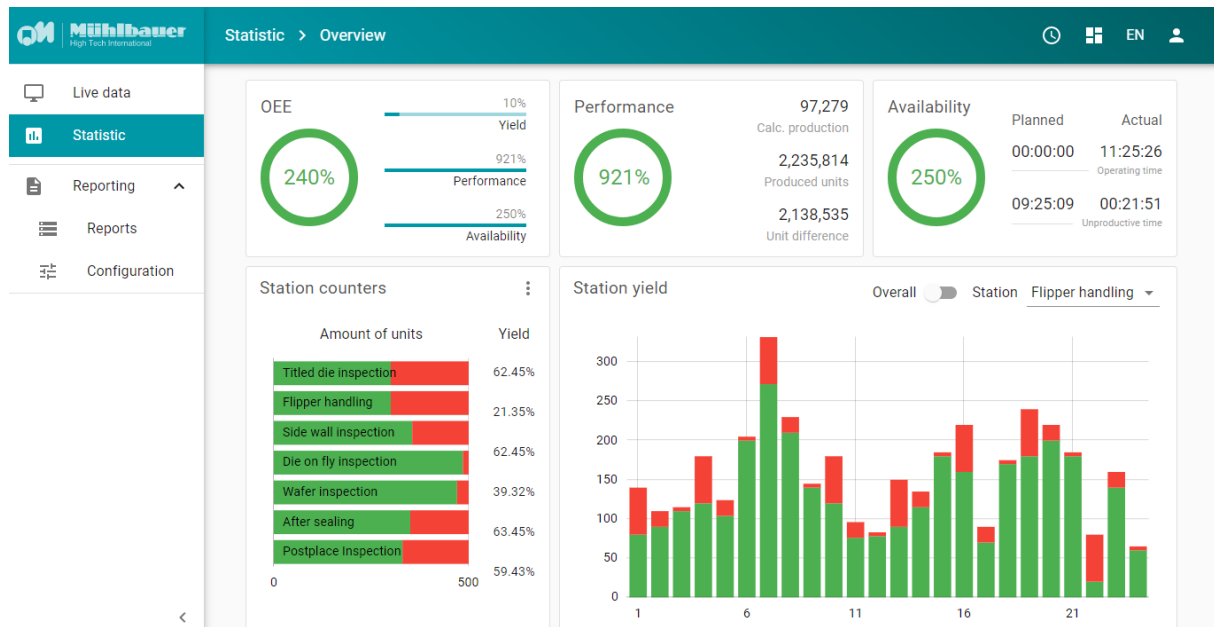 Mühlbauer
High Tech International
Statistic > Overview
EN
Live data
Statistic
Reporting
Reports
Configuration
OEE
240%
10%
Yield
921%
Performance
250%
Availability
Performance
921%
97,279
Calc. production
2,235,814
Produced units
2,138,535
Unit difference
Availability
250%
Planned Actual
00:00:00 11:25:26
Operating time
09:25:09 00:21:51
Unproductive time
Station counters
Amount of units Yield
Titled die inspection 62.45%
Flipper handling 21.35%
Side wall inspection 62.45%
Die on fly inspection 39.32%
Wafer inspection 63.45%
After sealing 59.43%
Postplace Inspection
0 500
Station yield
Overall Station Flipper handling
300
250
200
150
100
50
0
1 6 11 16 21